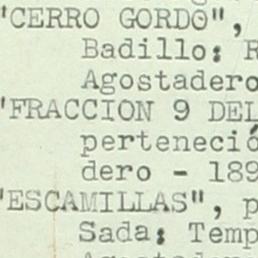 "CERRO GORDO",
Badillo; R
Agostadero
"FRACCION 9 DEL
perteneció
dero - 189
"ESCAMILLAS", p
Sada; Temp